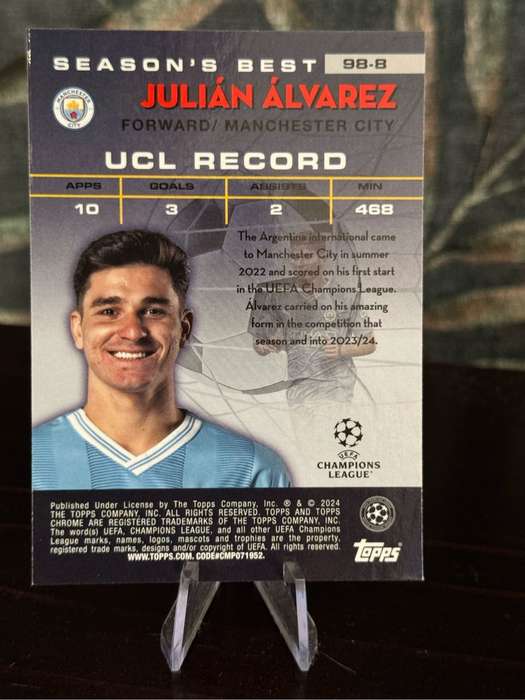 SEASON'S BEST 98-8
JULIÁN ÁLVAREZ
MANCHESTER
CITY
FORWARD/ MANCHESTER CITY
UCL RECORD
APPS GOALS ASSISTS MIN
10 3 2 468
The Argentina international came
to Manchester City in summer
2022 and scored on his first start
in the UEFA Champions League.
Álvarez carried on his amazing
form in the competition that
season and into 2023/24.
UEFA
CHAMPIONS
LEAGUE
Published Under License by The Topps Company, Inc. ® & © 2024
THE TOPPS COMPANY, INC. ALL RIGHTS RESERVED. TOPPS AND TOPPS
CHROME ARE REGISTERED TRADEMARKS OF THE TOPPS COMPANY, INC.
The word(s) UEFA, CHAMPIONS LEAGUE, and all other UEFA Champions
League marks, names, logos, mascots and trophies are the property,
registered trade marks, designs and/or copyright of UEFA. All rights reserved.
WWW.TOPPS.COM. CODE#CMP071952.
TOPPS